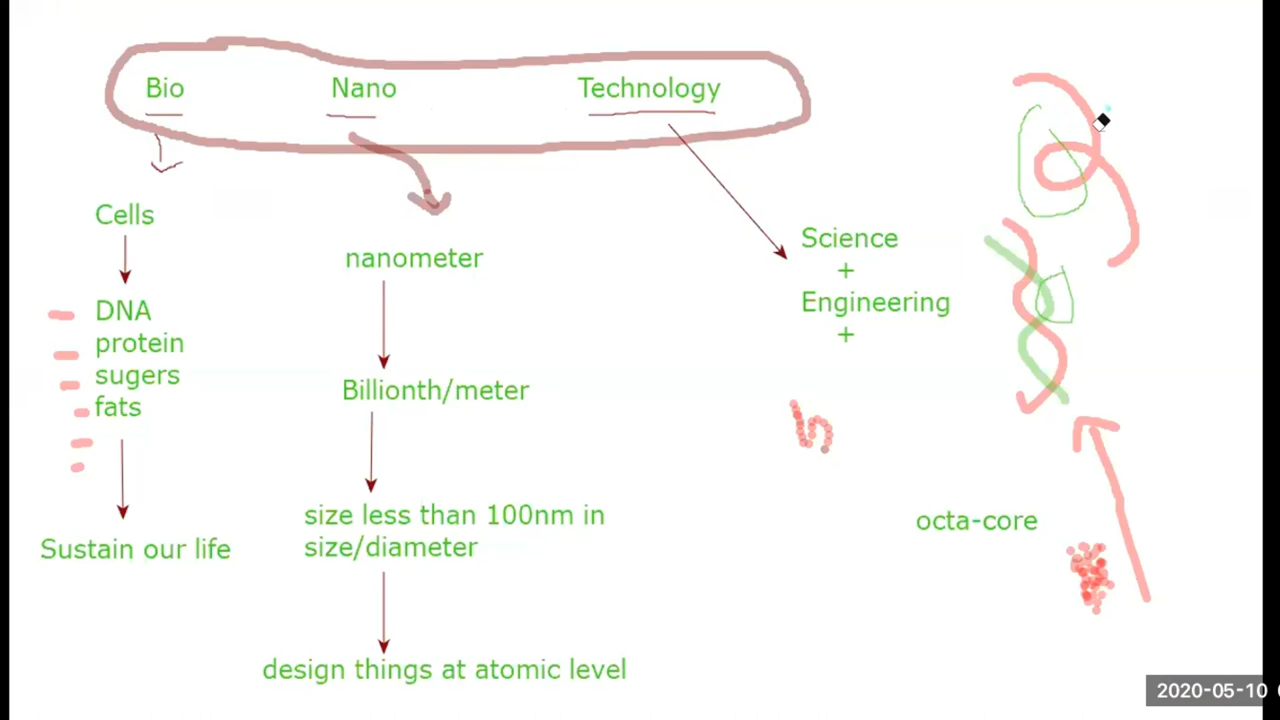 Bio Nano Technology
Cells
DNA
protein
sugers
fats
Sustain our life
nanometer
Billionth/meter
size less than 100nm in
size/diameter
design things at atomic level
Science
+
Engineering
+
octa-core
2020-05-10